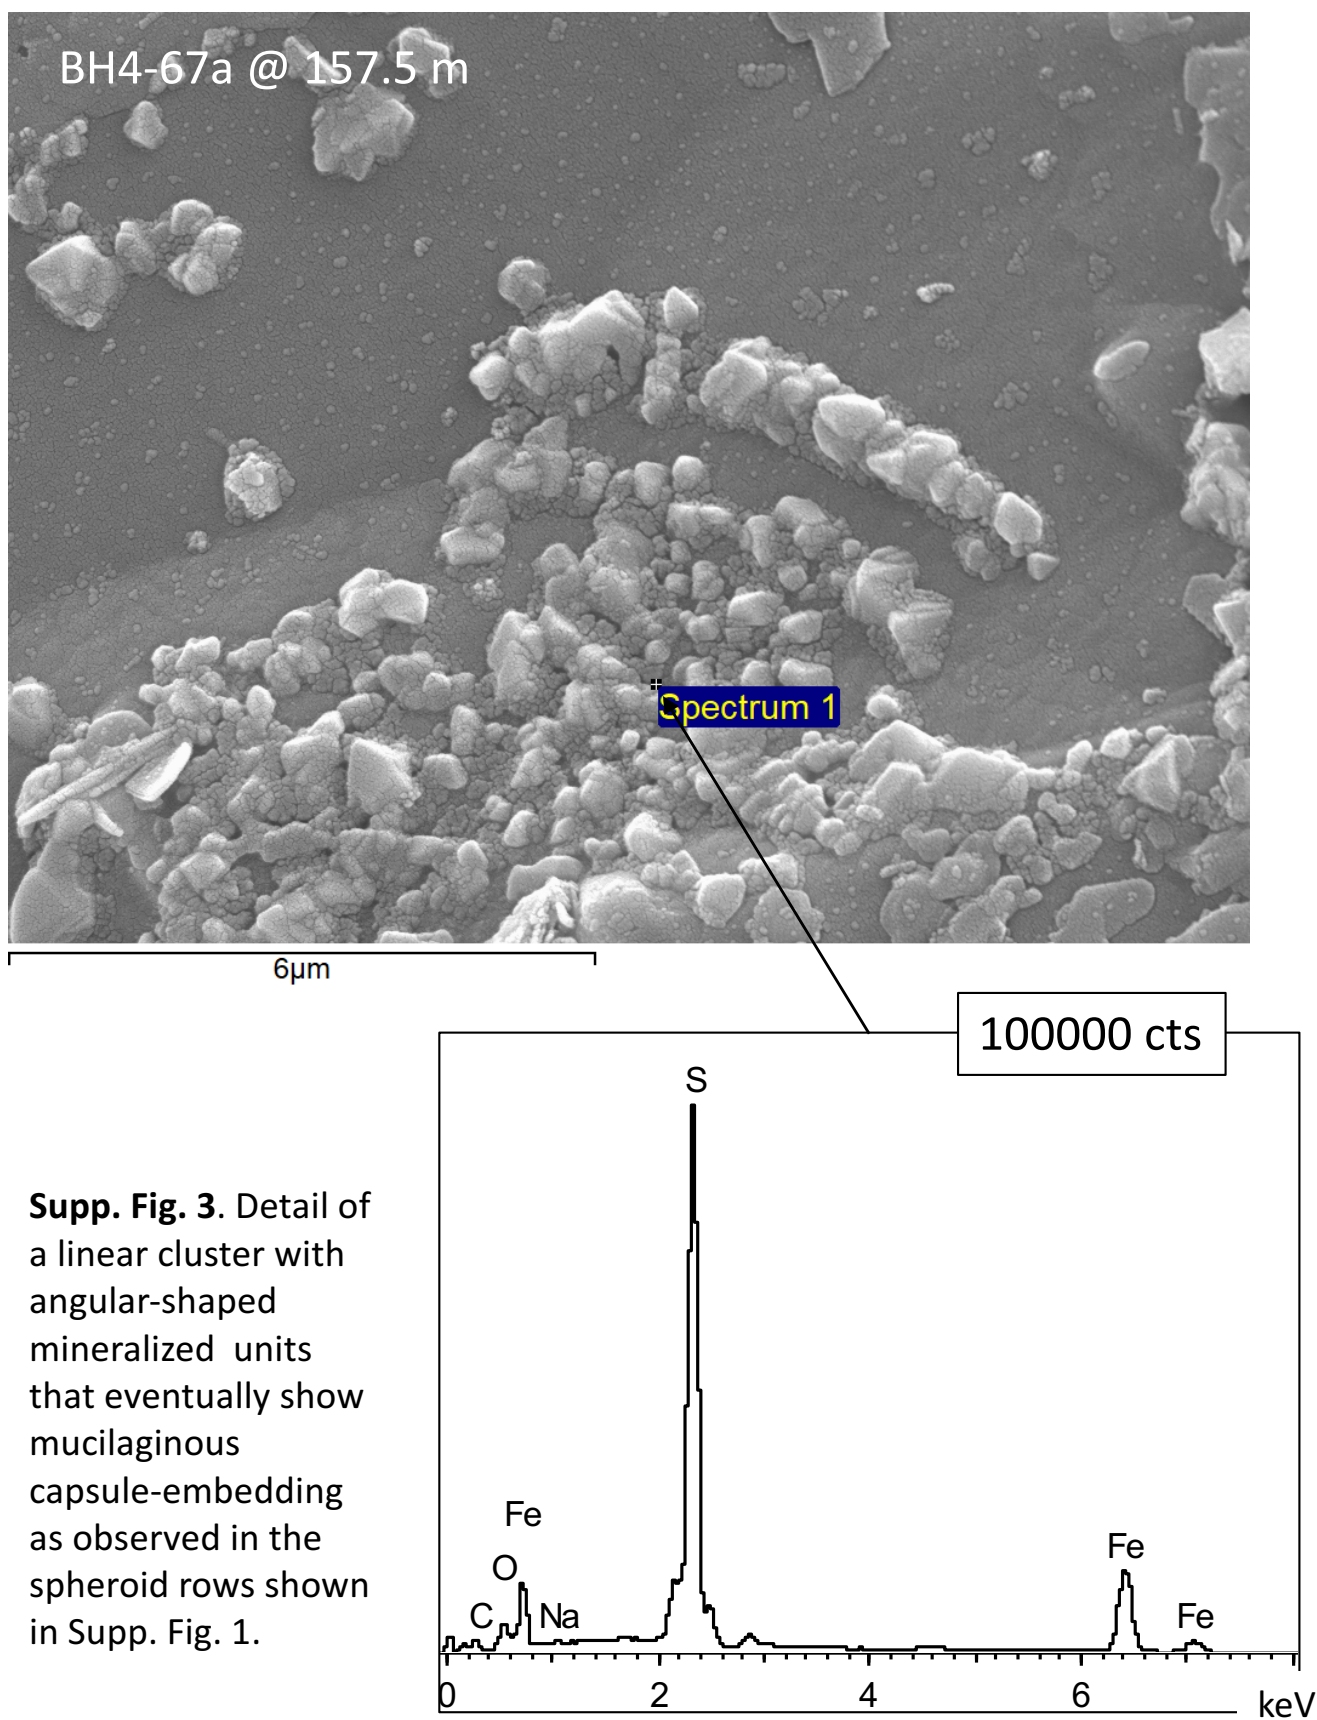 BH4-67a @ 157.5 m
Spectrum 1
6µm
100000 cts
S
Supp. Fig. 3. Detail of
a linear cluster with
angular-shaped
mineralized  units
that eventually show
mucilaginous
capsule-embedding
as observed in the
spheroid rows shown
in Supp. Fig. 1.
Fe
O
C
Na
Fe
Fe
0 2 4 6 keV